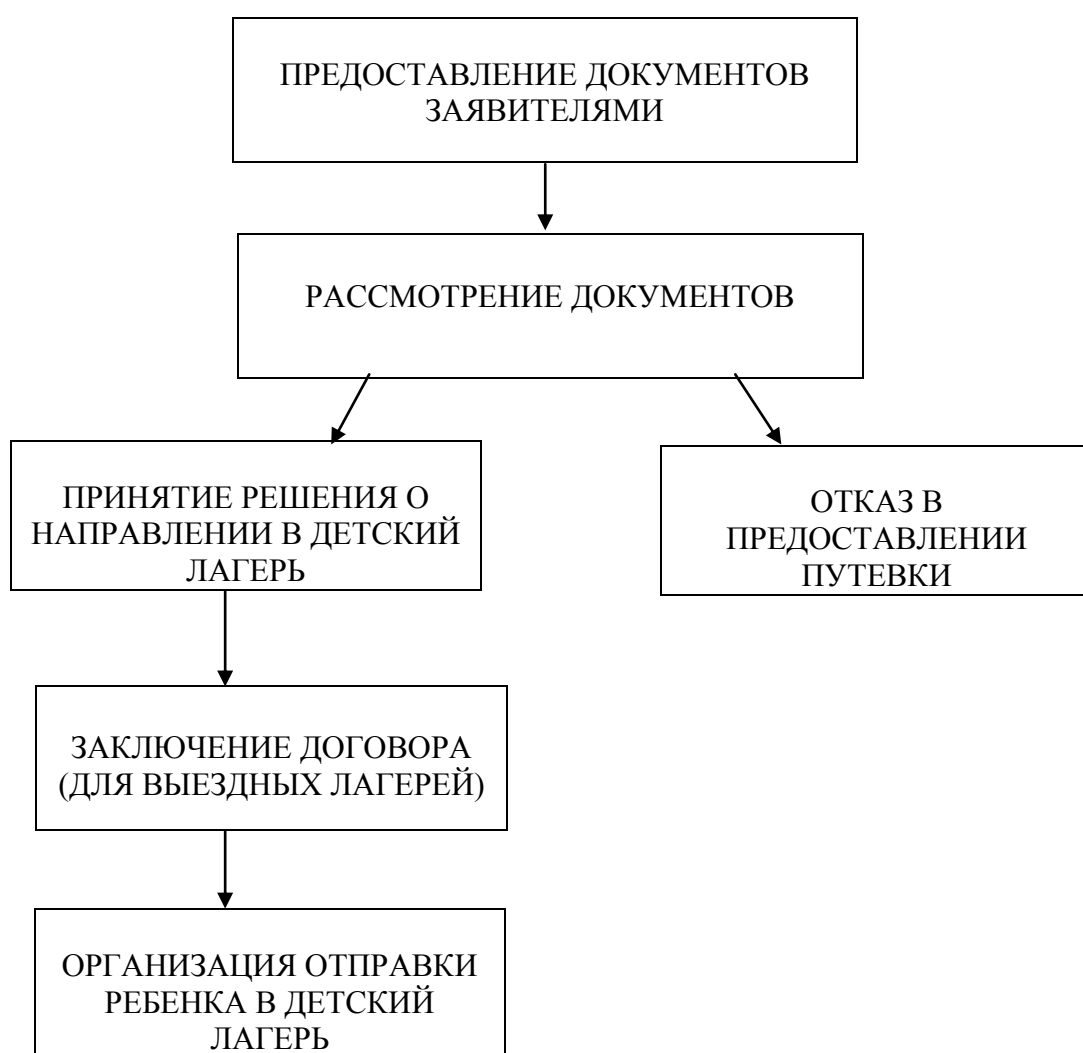 ПРЕДОСТАВЛЕНИЕ ДОКУМЕНТОВ
ЗАЯВИТЕЛЯМИ
РАССМОТРЕНИЕ ДОКУМЕНТОВ
ПРИНЯТИЕ РЕШЕНИЯ О
НАПРАВЛЕНИИ В ДЕТСКИЙ
ЛАГЕРЬ
ОТКАЗ В
ПРЕДОСТАВЛЕНИИ
ПУТЕВКИ
ЗАКЛЮЧЕНИЕ ДОГОВОРА
(ДЛЯ ВЫЕЗДНЫХ ЛАГЕРЕЙ)
ОРГАНИЗАЦИЯ ОТПРАВКИ
РЕБЕНКА В ДЕТСКИЙ
ЛАГЕРЬ